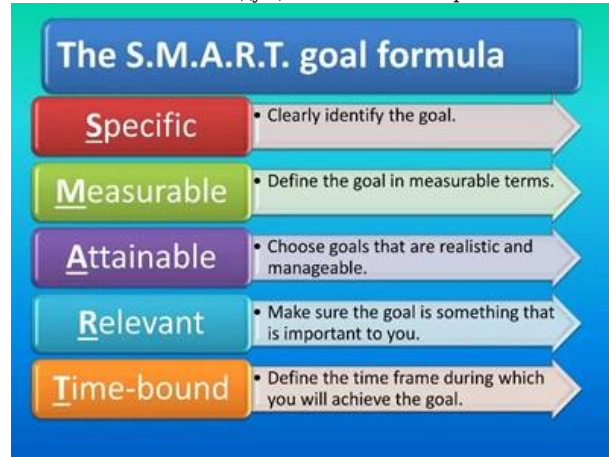 The S.M.A.R.T. goal formula
Specific
• Clearly identify the goal.
Measurable
• Define the goal in measurable terms.
Attainable
• Choose goals that are realistic and
manageable.
Relevant
• Make sure the goal is something that
is important to you.
Time-bound
• Define the time frame during which
you will achieve the goal.